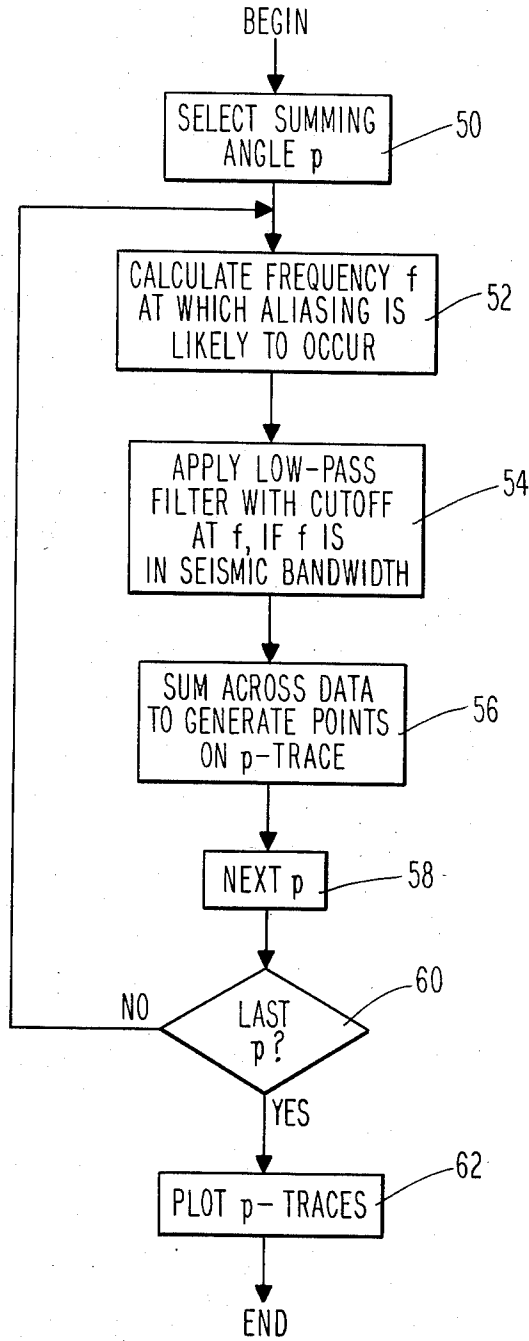 BEGIN
SELECT SUMMING
ANGLE p
50
CALCULATE FREQUENCY f
AT WHICH ALIASING IS
LIKELY TO OCCUR
52
APPLY LOW-PASS
FILTER WITH CUTOFF
AT f, IF f IS
IN SEISMIC BANDWIDTH
54
SUM ACROSS DATA
TO GENERATE POINTS
ON p-TRACE
56
NEXT p
58
LAST
p?
60
NO
YES
PLOT p-TRACES
62
END